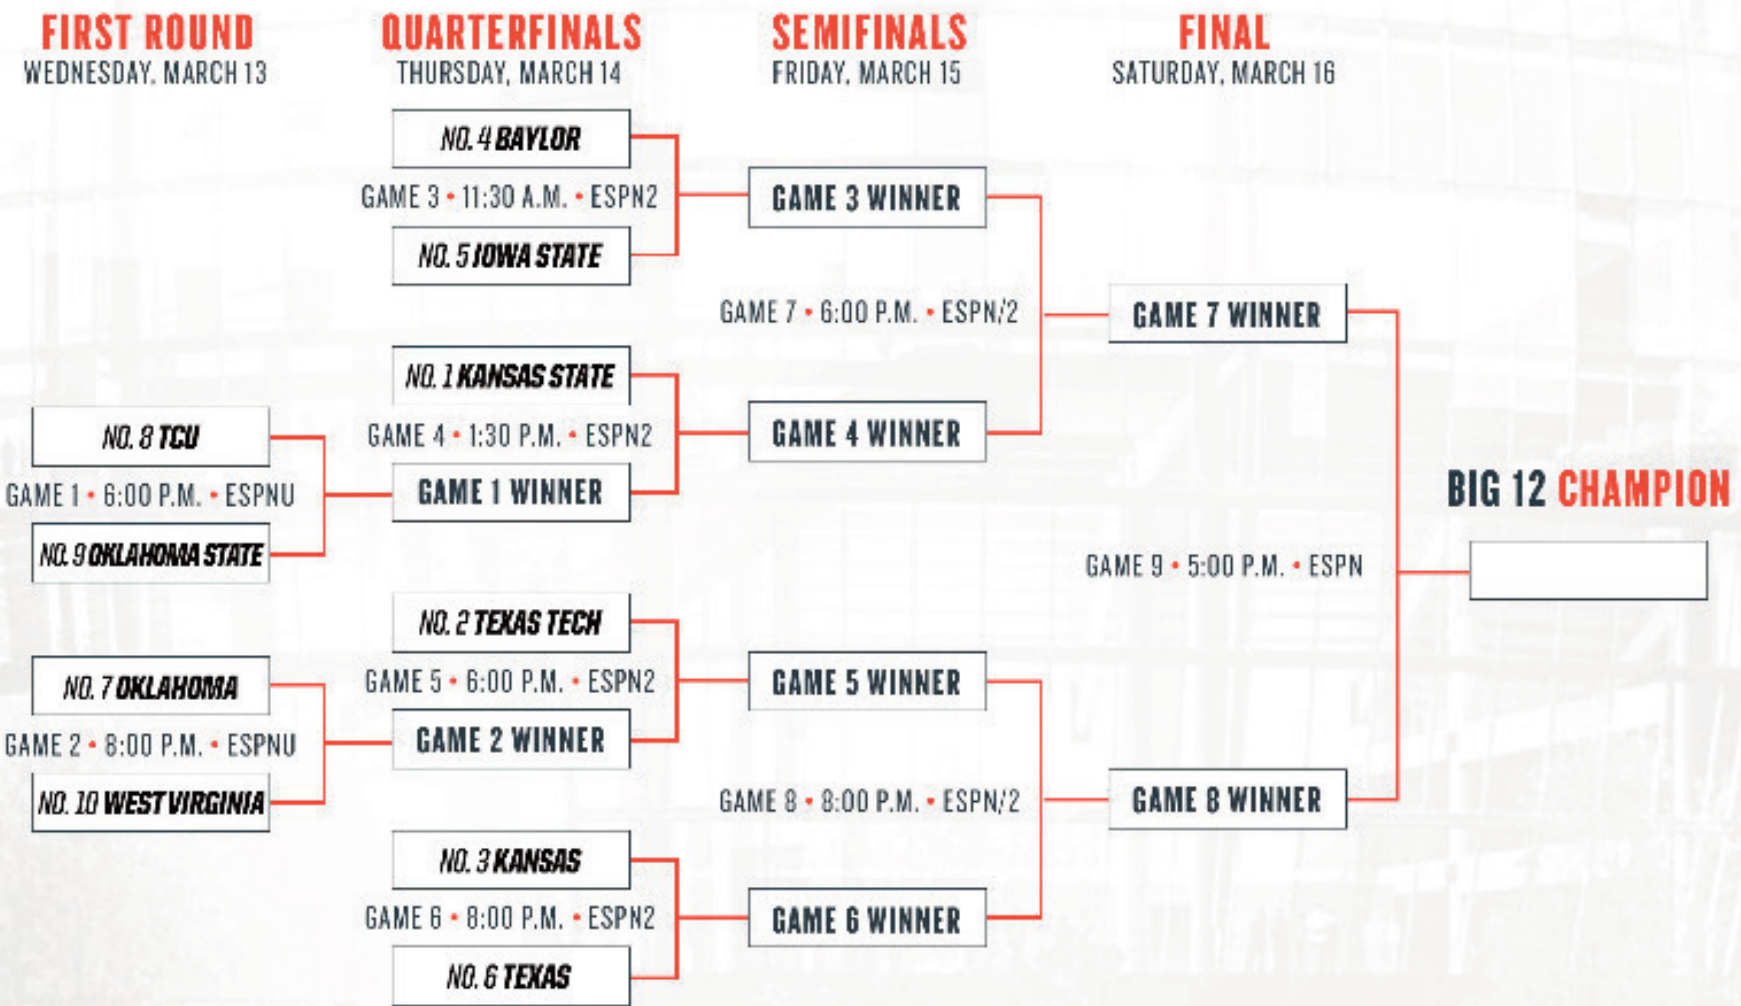 FIRST ROUND
WEDNESDAY, MARCH 13
QUARTERFINALS
THURSDAY, MARCH 14
SEMIFINALS
FRIDAY, MARCH 15
FINAL
SATURDAY, MARCH 16
NO. 8 TCU
GAME 1 • 6:00 P.M. • ESPNU
NO. 9 OKLAHOMA STATE
NO. 7 OKLAHOMA
GAME 2 • 8:00 P.M. • ESPNU
NO. 10 WEST VIRGINIA
NO. 4 BAYLOR
GAME 3 • 11:30 A.M. • ESPN2
NO. 5 IOWA STATE
NO. 1 KANSAS STATE
GAME 4 • 1:30 P.M. • ESPN2
GAME 1 WINNER
NO. 2 TEXAS TECH
GAME 5 • 6:00 P.M. • ESPN2
GAME 2 WINNER
NO. 3 KANSAS
GAME 6 • 8:00 P.M. • ESPN2
NO. 6 TEXAS
GAME 3 WINNER
GAME 7 • 6:00 P.M. • ESPN/2
GAME 4 WINNER
GAME 5 WINNER
GAME 8 • 8:00 P.M. • ESPN/2
GAME 6 WINNER
GAME 7 WINNER
GAME 9 • 5:00 P.M. • ESPN
GAME 8 WINNER
BIG 12 CHAMPION